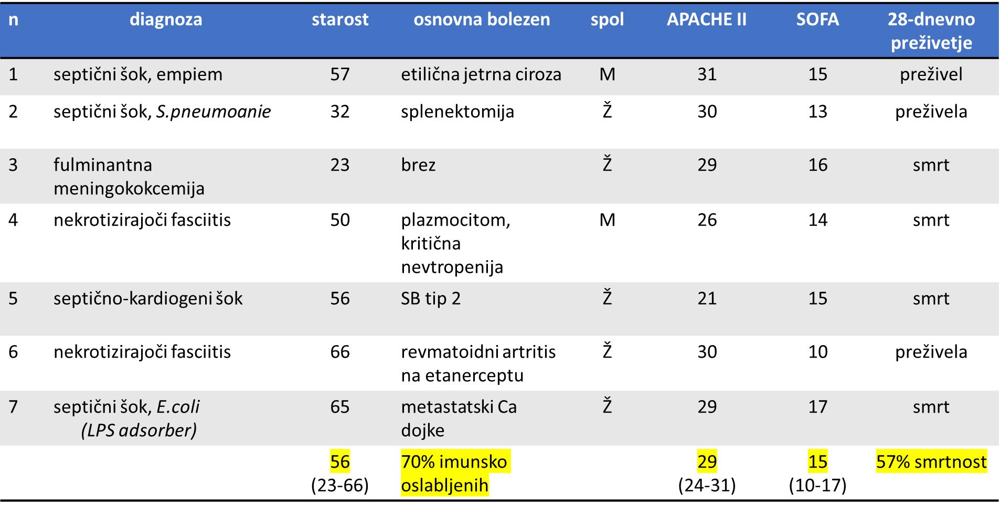 n diagnoza starost osnovna bolezen spol APACHE II SOFA 28-dnevno
preživetje
1 septični šok, empiem 57 etilična jetrna ciroza M 31 15 preživel
2 septični šok, S.pneumoanie 32 splenektomija Ž 30 13 preživela
3 fulminantna 23 brez Ž 29 16 smrt
meningokokcemija
4 nekrotizirajoči fasciitis 50 plazmocitom, M 26 14 smrt
kritična
nevtropenija
5 septično-kardiogeni šok 56 SB tip 2 Ž 21 15 smrt
6 nekrotizirajoči fasciitis 66 revmatoidni artritis Ž 30 10 preživela
na etanerceptu
7 septični šok, E.coli 65 metastatski Ca Ž 29 17 smrt
(LPS adsorber) dojke
56 70% imunsko 29 15 57% smrtnost
(23-66) oslabljenih (24-31) (10-17)